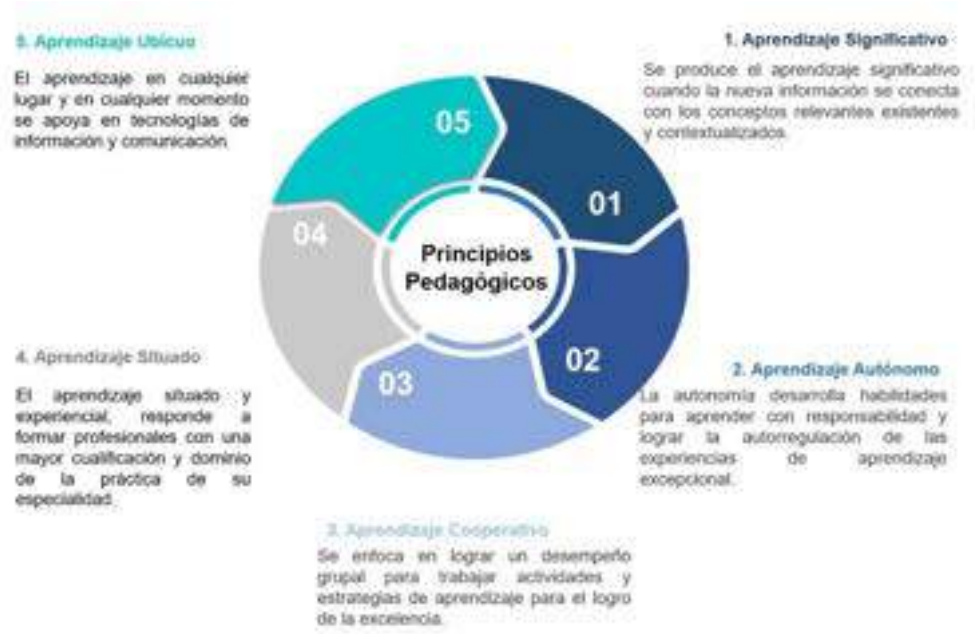 1. Aprendizaje Significativo
Se produce el aprendizaje significativo
cuando la nueva información se conecta
con los conceptos relevantes existentes
y contextualizados.
2. Aprendizaje Autónomo
La autonomía desarrolla habilidades
para aprender con responsabilidad y
lograr la autorregulación de las
experiencias de aprendizaje
excepcional.
3. Aprendizaje Cooperativo
Se enfoca en lograr un desempeño
grupal para trabajar actividades y
estrategias de aprendizaje para el logro
de la excelencia.
4. Aprendizaje Situado
El aprendizaje situado y
experiencial, responde a
formar profesionales con una
mayor cualificación y dominio
de la práctica de su
especialidad.
5. Aprendizaje Ubicuo
El aprendizaje en cualquier
lugar y en cualquier momento
se apoya en tecnologías de
información y comunicación.
Principios
Pedagógicos
01
02
03
04
05